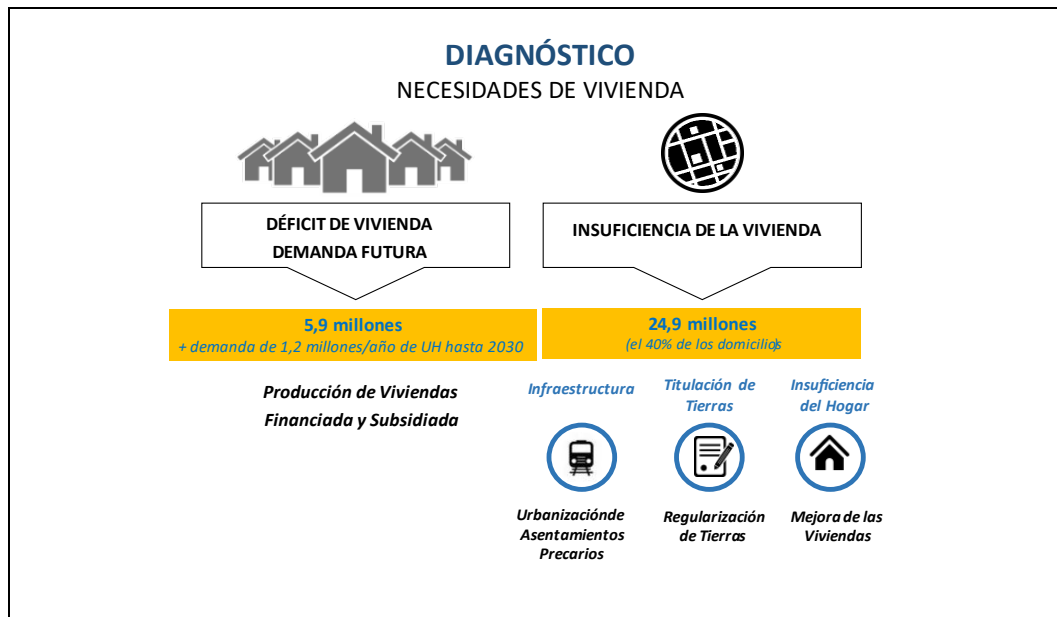 DIAGNÓSTICO
NECESIDADES DE VIVIENDA
DÉFICIT DE VIVIENDA
DEMANDA FUTURA
INSUFICIENCIA DE LA VIVIENDA
5,9 millones
+ demanda de 1,2 millones/año de UH hasta 2030
24,9 millones
(el 40% de los domicilios)
Producción de Viviendas
Financiada y Subsidiada
Infraestructura
Titulación de
Tierras
Insuficiencia
del Hogar
Urbanizaciónde
Asentamientos
Precarios
Regularización
de Tierras
Mejora de las
Viviendas